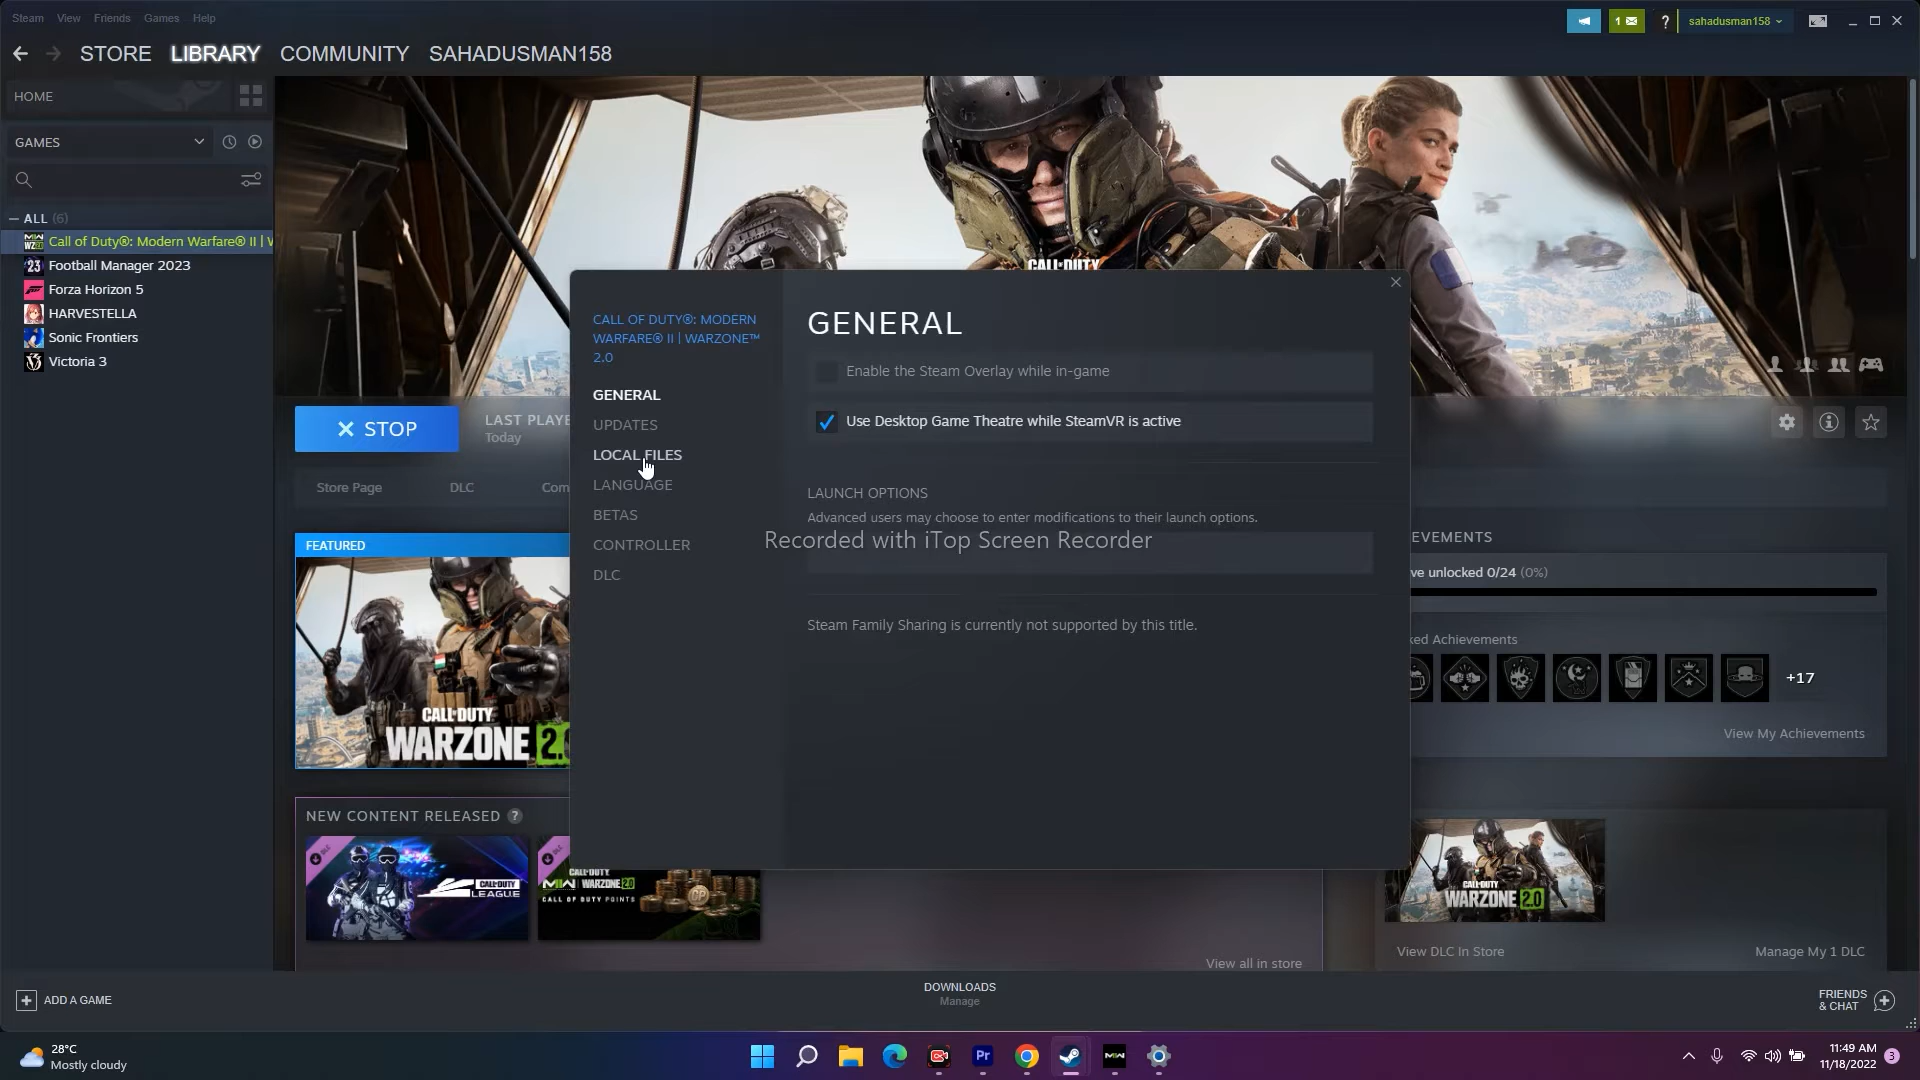 Steam View Friends Games Help
1
?
sahadusman158
STORE LIBRARY COMMUNITY SAHADUSMAN158
HOME
GAMES
ALL (6)
Call of Duty®: Modern Warfare® II |
Football Manager 2023
Forza Horizon 5
HARVESTELLA
Sonic Frontiers
Victoria 3
CALL OF DUTY
STOP
LAST PLAYE
Today
Store Page DLC Com
FEATURED
CALL OF DUTY
WARZONE 2.0
CALL OF DUTY®: MODERN
WARFARE® II | WARZONE™
2.0
GENERAL
UPDATES
LOCAL FILES
LANGUAGE
BETAS
CONTROLLER
DLC
GENERAL
Enable the Steam Overlay while in-game
Use Desktop Game Theatre while SteamVR is active
LAUNCH OPTIONS
Advanced users may choose to enter modifications to their launch options.
Recorded with iTop Screen Recorder
Steam Family Sharing is currently not supported by this title.
EVEMENTS
ve unlocked 0/24 (0%)
ked Achievements
+17
View My Achievements
NEW CONTENT RELEASED ?
CALL OF DUTY
LEAGUE
CALL OF DUTY
WARZONE 2.0
CALL OF DUTY POINTS
View all in store
CALL OF DUTY
WARZONE 2.0
View DLC In Store Manage My 1 DLC
ADD A GAME
DOWNLOADS
Manage
FRIENDS
& CHAT
28°C
Mostly cloudy
Pr
11:49 AM
11/18/2022
3